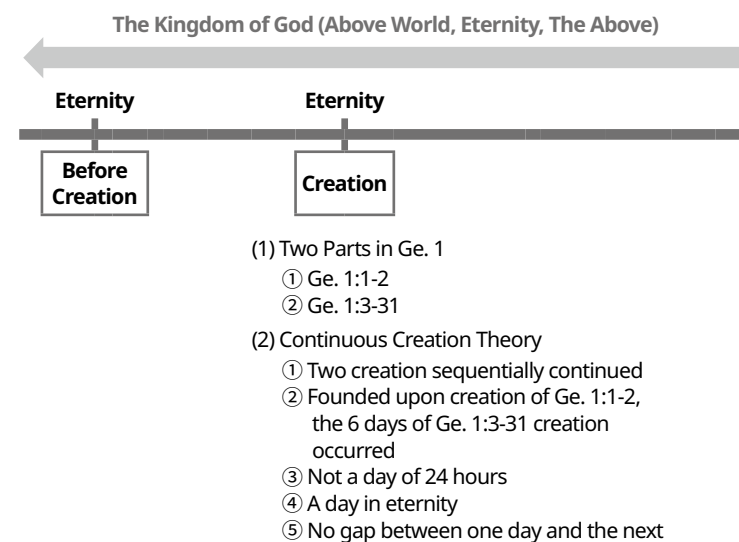 The Kingdom of God (Above World, Eternity, The Above)
Eternity Eternity
Before
Creation
Creation
(1) Two Parts in Ge. 1
① Ge. 1:1-2
② Ge. 1:3-31
(2) Continuous Creation Theory
① Two creation sequentially continued
② Founded upon creation of Ge. 1:1-2,
the 6 days of Ge. 1:3-31 creation
occurred
③ Not a day of 24 hours
④ A day in eternity
⑤ No gap between one day and the next